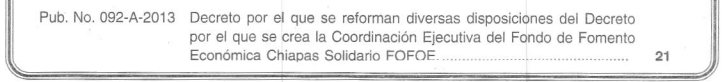 Pub. No. 092-A-2013 Decreto por el que se reforman diversas disposiciones del Decreto
por el que se crea la Coordinación Ejecutiva del Fondo de Fomento
Económica Chiapas Solidario FOFOE........................................ 21